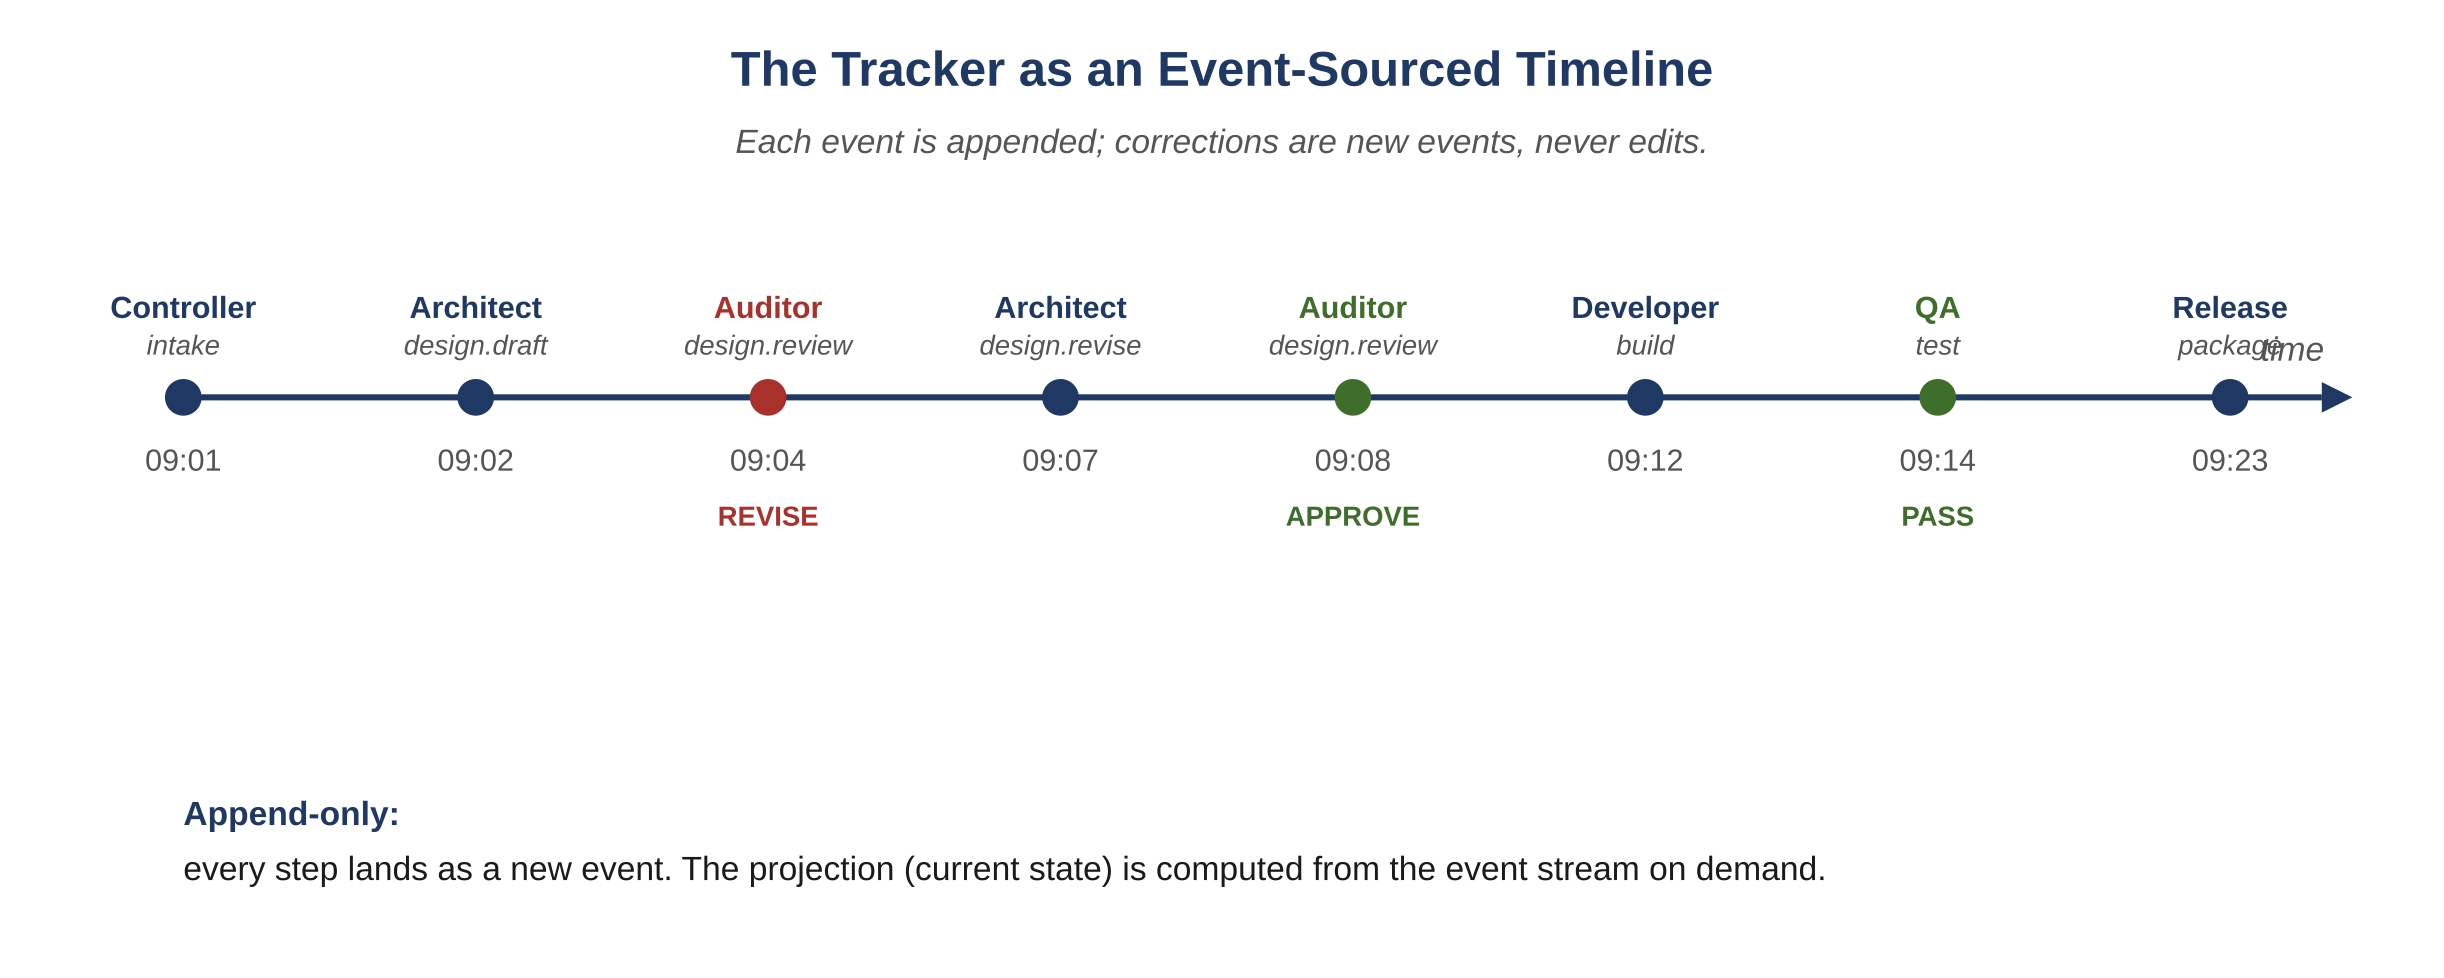 The Tracker as an Event-Sourced Timeline
Each event is appended; corrections are new events, never edits.
Controller
intake
09:01
Architect
design.draft
09:02
Auditor
design.review
09:04
REVISE
Architect
design.revise
09:07
Auditor
design.review
09:08
APPROVE
Developer
build
09:12
QA
test
09:14
PASS
Release
package
09:23
time
Append-only:
every step lands as a new event. The projection (current state) is computed from the event stream on demand.